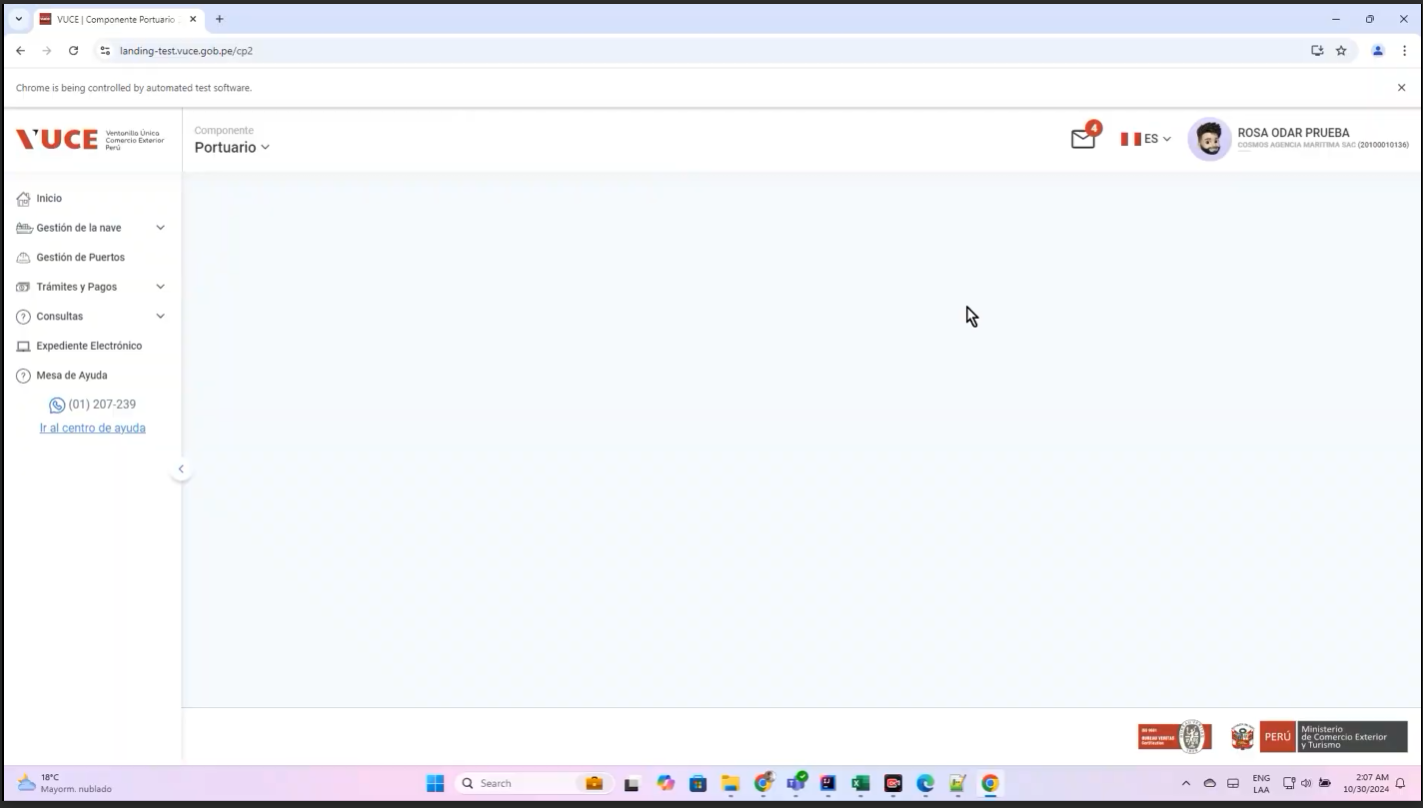 VUCE | Componente Portuario
landing-test.vuce.gob.pe/cp2
Chrome is being controlled by automated test software.
VUCE
Ventanilla Única
Comercio Exterior
Perú
Componente
Portuario
4
ES
ROSA ODAR PRUEBA
COSMOS AGENCIA MARITIMA SAC (20100010136)
Inicio
Gestión de la nave
Gestión de Puertos
Trámites y Pagos
Consultas
Expediente Electrónico
Mesa de Ayuda
(01) 207-239
Ir al centro de ayuda
BUREAU VERITAS
PERÚ
Ministerio
de Comercio Exterior
y Turismo
18°C
Mayorm. nublado
Search
ENG
LAA
2:07 AM
10/30/2024